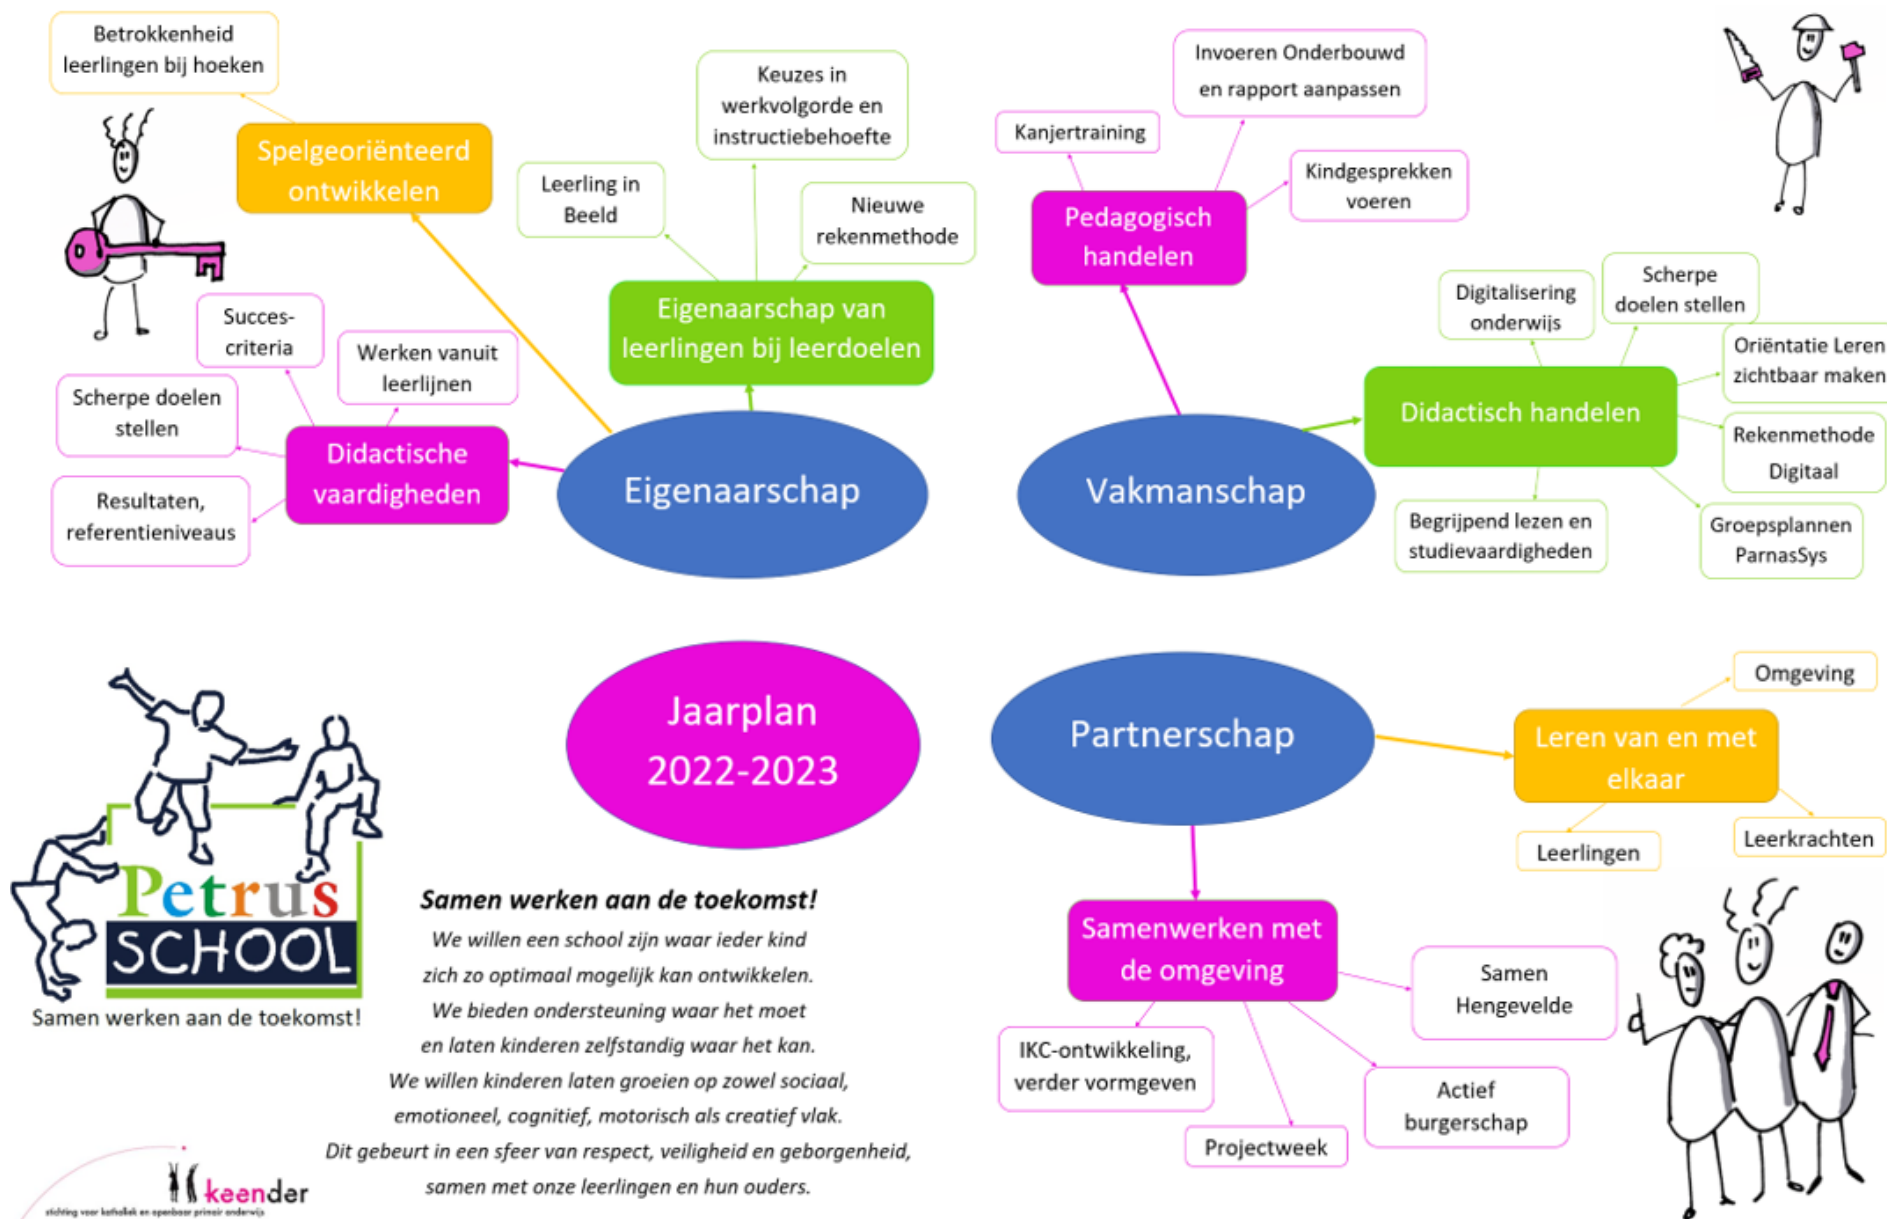 Betrokkenheid
leerlingen bij hoeken
Spelgeoriënteerd
ontwikkelen
Keuzes in
werkvolgorde en
instructiebehoefte
Leerling in
Beeld
Nieuwe
rekenmethode
Eigenaarschap van
leerlingen bij leerdoelen
Succes-
criteria
Werken vanuit
leerlijnen
Scherpe doelen
stellen
Didactische
vaardigheden
Resultaten,
referentieniveaus
Eigenaarschap
Invoeren Onderbouwd
en rapport aanpassen
Kanjertraining
Kindgesprekken
voeren
Pedagogisch
handelen
Digitalisering
onderwijs
Scherpe
doelen stellen
Oriëntatie Leren
zichtbaar maken
Didactisch handelen
Rekenmethode
Digitaal
Vakmanschap
Begrijpend lezen en
studievaardigheden
Groepsplannen
ParnasSys
Jaarplan
2022-2023
Partnerschap
Omgeving
Leren van en met
elkaar
Leerlingen
Leerkrachten
Samenwerken met
de omgeving
Samen
Hengevelde
IKC-ontwikkeling,
verder vormgeven
Actief
burgerschap
Projectweek
Petrus
SCHOOL
Samen werken aan de toekomst!
Samen werken aan de toekomst!
We willen een school zijn waar ieder kind
zich zo optimaal mogelijk kan ontwikkelen.
We bieden ondersteuning waar het moet
en laten kinderen zelfstandig waar het kan.
We willen kinderen laten groeien op zowel sociaal,
emotioneel, cognitief, motorisch als creatief vlak.
Dit gebeurt in een sfeer van respect, veiligheid en geborgenheid,
samen met onze leerlingen en hun ouders.
keender
stichting voor katholiek en openbaar primair onderwijs